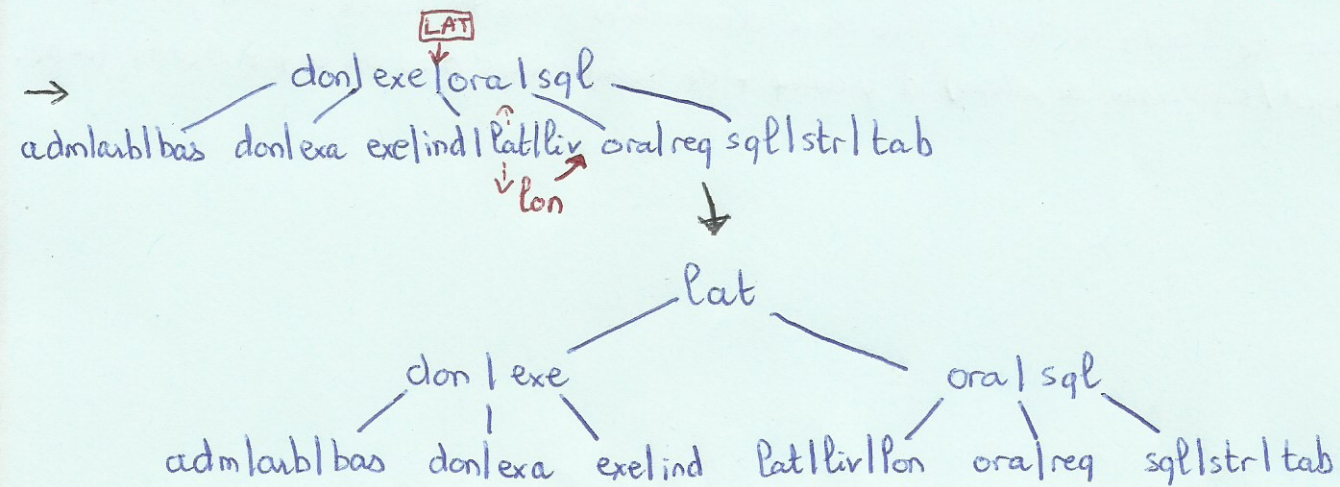 LAT
→ don | exe | ora | sql
adm | arb | bas don | exa exe | ind | lat | liv ora | req sql | str | tab
lon
lat
don | exe ora | sql
adm | arb | bas don | exa exe | ind lat | liv | lon ora | req sql | str | tab